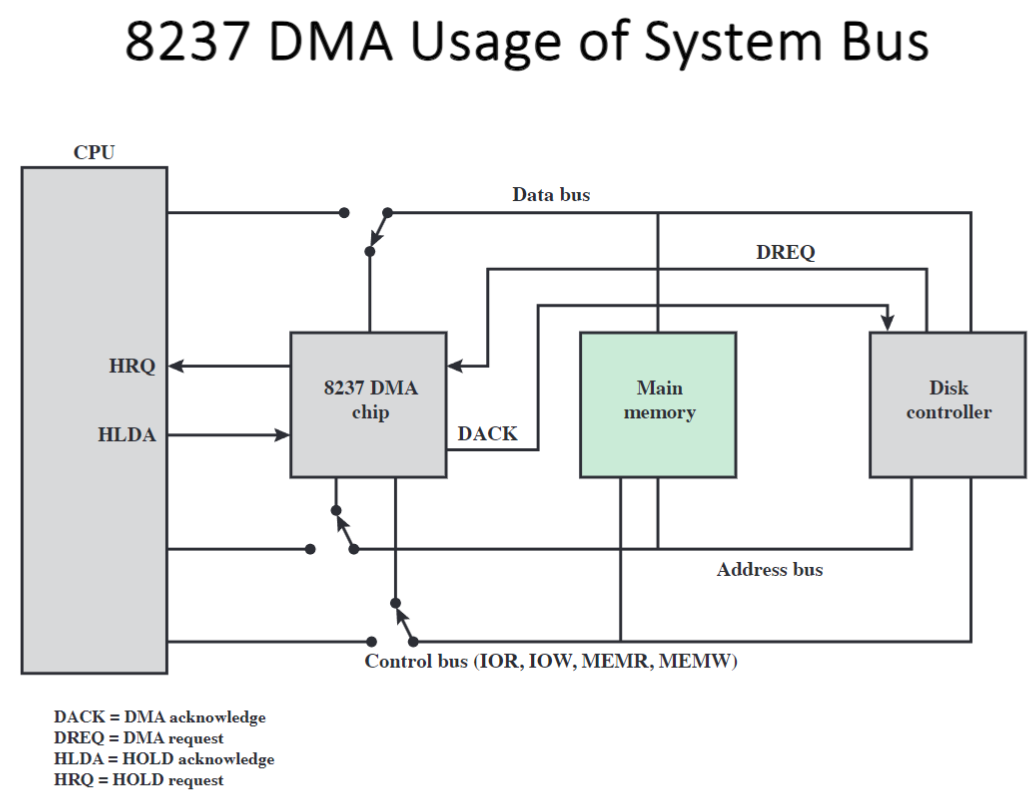 8237 DMA Usage of System Bus
CPU
Data bus
DREQ
HRQ
8237 DMA
chip
Main
memory
Disk
controller
HLDA
DACK
Address bus
Control bus (IOR, IOW, MEMR, MEMW)
DACK = DMA acknowledge
DREQ = DMA request
HLDA = HOLD acknowledge
HRQ = HOLD request